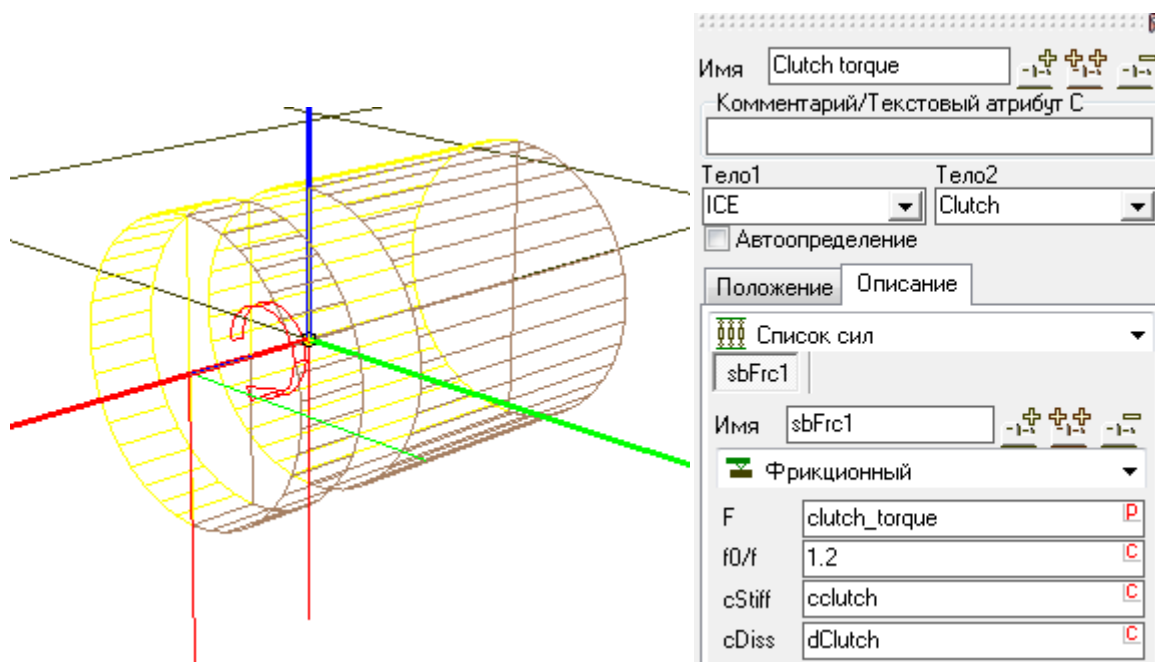 Имя Clutch torque
Комментарий/Текстовый атрибут C
Тело1 Тело2
ICE Clutch
Автоопределение
Положение Описание
Список сил
sbFrc1
Имя sbFrc1
Фрикционный
F clutch_torque P
f0/f 1.2 C
cStiff cclutch C
cDiss dClutch C